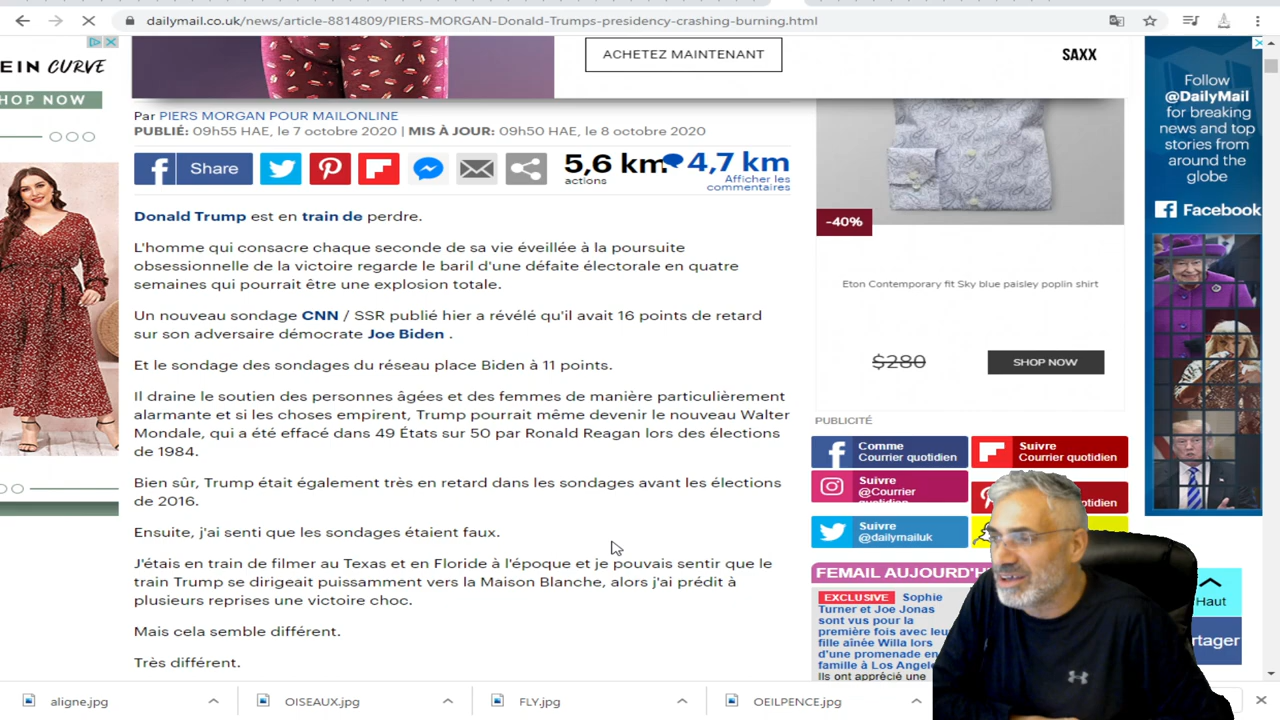 dailymail.co.uk/news/article-8814809/PIERS-MORGAN-Donald-Trumps-presidency-crashing-burning.html
EIN CURVE
HOP NOW
ACHETEZ MAINTENANT
SAXX
Par PIERS MORGAN POUR MAILONLINE
PUBLIÉ: 09h55 HAE, le 7 octobre 2020 | MIS À JOUR: 09h50 HAE, le 8 octobre 2020
Share
5,6 km
actions
4,7 km
Afficher les
commentaires
Donald Trump est en train de perdre.
L'homme qui consacre chaque seconde de sa vie éveillée à la poursuite
obsessionnelle de la victoire regarde le baril d'une défaite électorale en quatre
semaines qui pourrait être une explosion totale.
Un nouveau sondage CNN / SSR publié hier a révélé qu'il avait 16 points de retard
sur son adversaire démocrate Joe Biden .
Et le sondage des sondages du réseau place Biden à 11 points.
Il draine le soutien des personnes âgées et des femmes de manière particulièrement
alarmante et si les choses empirent, Trump pourrait même devenir le nouveau Walter
Mondale, qui a été effacé dans 49 États sur 50 par Ronald Reagan lors des élections
de 1984.
Bien sûr, Trump était également très en retard dans les sondages avant les élections
de 2016.
Ensuite, j'ai senti que les sondages étaient faux.
J'étais en train de filmer au Texas et en Floride à l'époque et je pouvais sentir que le
train Trump se dirigeait puissamment vers la Maison Blanche, alors j'ai prédit à
plusieurs reprises une victoire choc.
Mais cela semble différent.
Très différent.
-40%
Eton Contemporary fit Sky blue paisley poplin shirt
$280
SHOP NOW
PUBLICITÉ
Comme
Courrier quotidien
Suivre
Courrier quotidien
Suivre
@Courrier
quotidien
quotidien
Suivre
@dailymailuk
FEMAIL AUJOURD'H
EXCLUSIVE Sophie
Turner et Joe Jonas
sont vus pour la
première fois avec leu
fille aînée Willa lors
d'une promenade en
famille à Los Angele
Ils ont apprécié une
Follow
@DailyMail
for breaking
news and top
stories from
around the
globe
Facebook
Haut
artager
aligne.jpg
OISEAUX.jpg
FLY.jpg
OEILPENCE.jpg